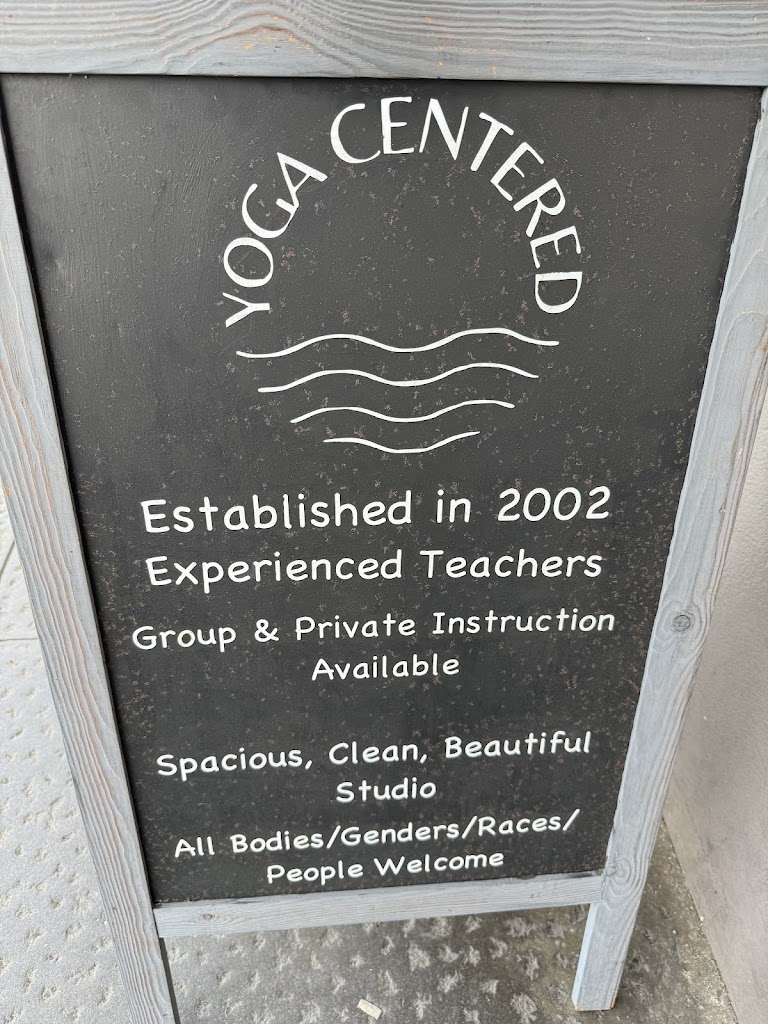 YOGA CENTERED
Established in 2002
Experienced Teachers
Group & Private Instruction
Available
Spacious, Clean, Beautiful
Studio
All Bodies/Genders/Races/
People Welcome